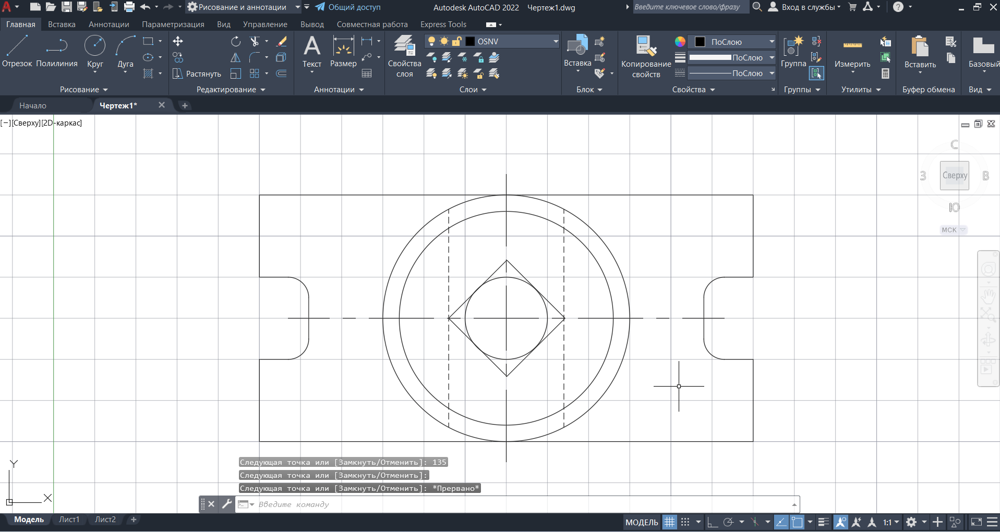 Рисование и аннотации
Общий доступ
Autodesk AutoCAD 2022 Чертеж1.dwg
Введите ключевое слово/фразу
Вход в службы
Главная Вставка Аннотации Параметризация Вид Управление Вывод Совместная работа Express Tools
OSNV
ПоСлою
ПоСлою
ПоСлою
Отрезок Полилиния Круг Дуга
Растянуть
Текст Размер
Свойства слоя
Вставка
Копирование свойств
Группа
Измерить
Вставить
Базовый
Рисование Редактирование Аннотации Слои Блок Свойства Группы Утилиты Буфер обмена Вид
Начало Чертеж1*
[−][Сверху][2D-каркас]
С
З Сверху В
Ю
МСК
Y
X
Следующая точка или [Замкнуть/Отменить]: 135
Следующая точка или [Замкнуть/Отменить]:
Следующая точка или [Замкнуть/Отменить]: *Прервано*
Введите команду
Модель Лист1 Лист2
МОДЕЛЬ 1:1